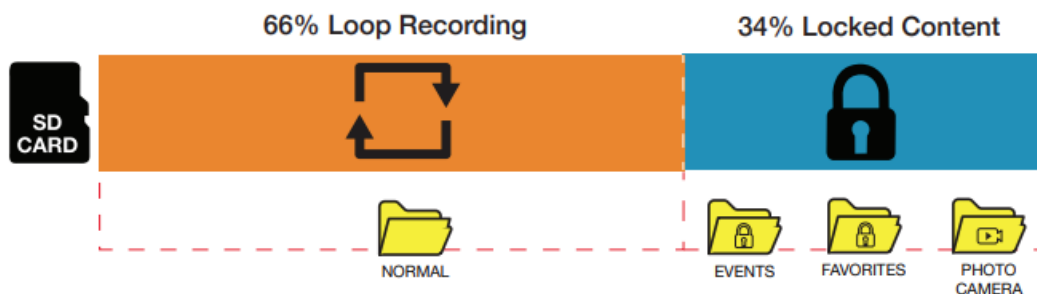 66% Loop Recording
34% Locked Content
SD
CARD
NORMAL
EVENTS
FAVORITES
PHOTO
CAMERA